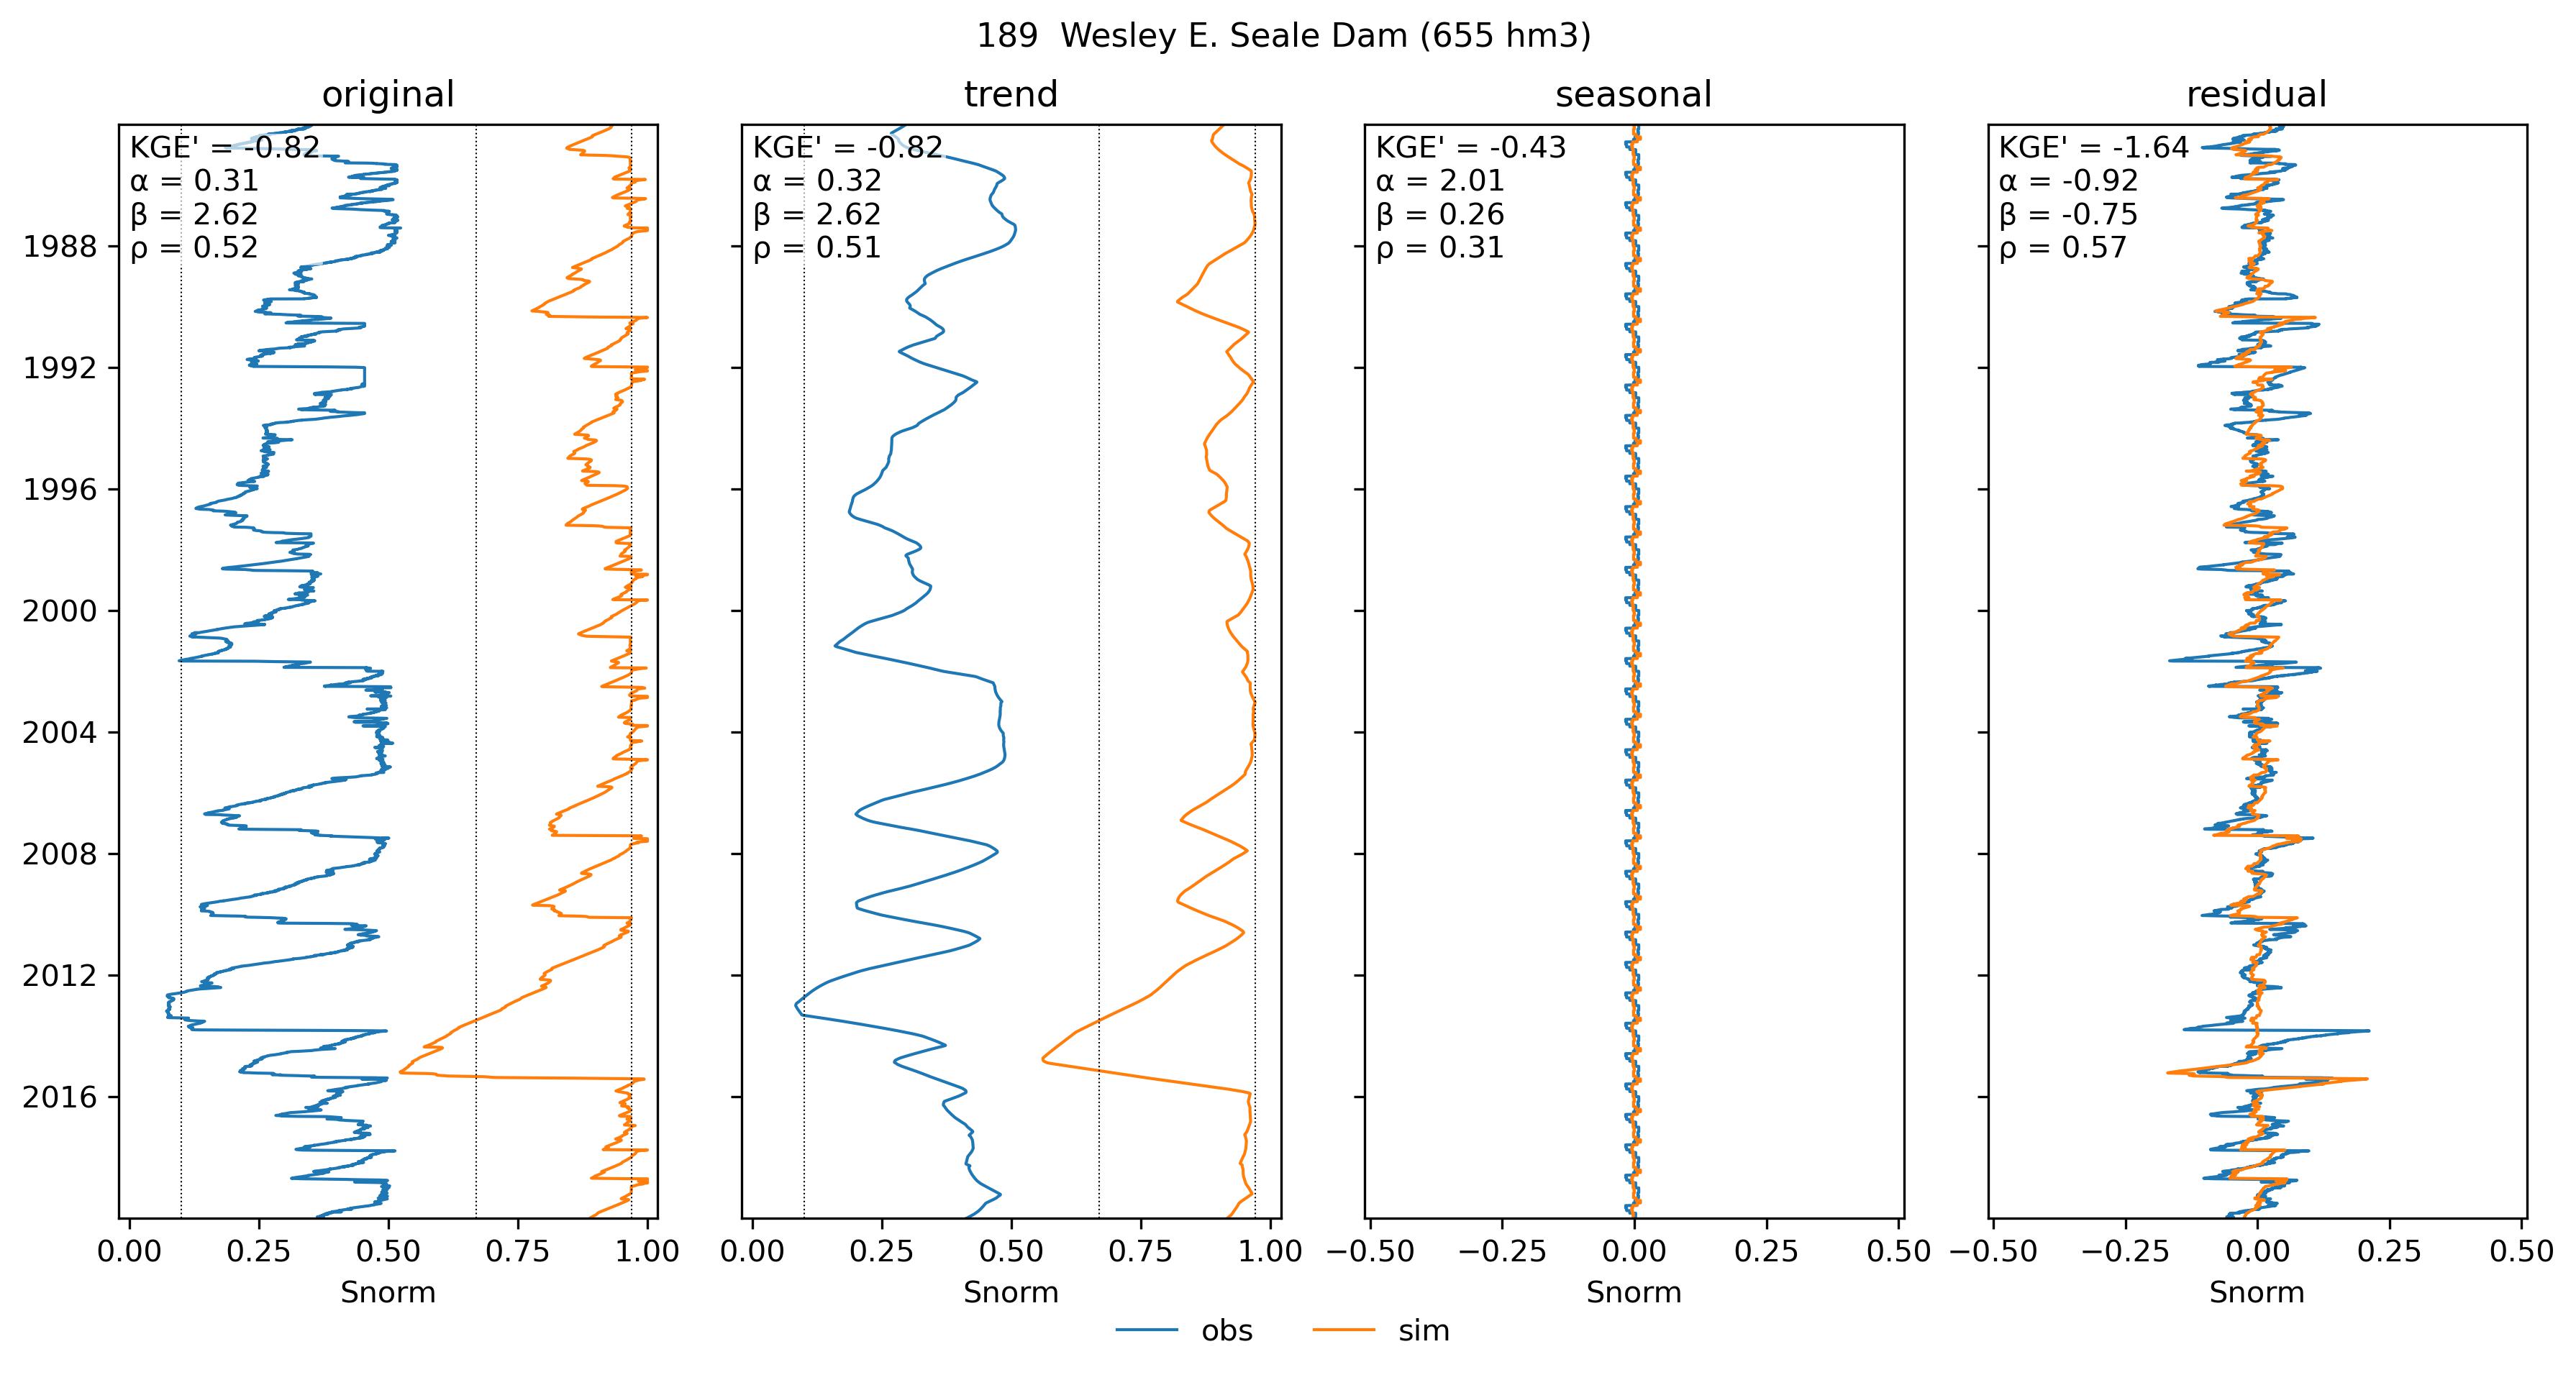 189  Wesley E. Seale Dam (655 hm3)
original
trend
seasonal
residual
KGE' = -0.82
α = 0.31
β = 2.62
ρ = 0.52
KGE' = -0.82
α = 0.32
β = 2.62
ρ = 0.51
KGE' = -0.43
α = 2.01
β = 0.26
ρ = 0.31
KGE' = -1.64
α = -0.92
β = -0.75
ρ = 0.57
1988
1992
1996
2000
2004
2008
2012
2016
0.00 0.25 0.50 0.75 1.00
0.00 0.25 0.50 0.75 1.00
−0.50 −0.25 0.00 0.25 0.50
−0.50 −0.25 0.00 0.25 0.50
Snorm
Snorm
Snorm
Snorm
obs
sim